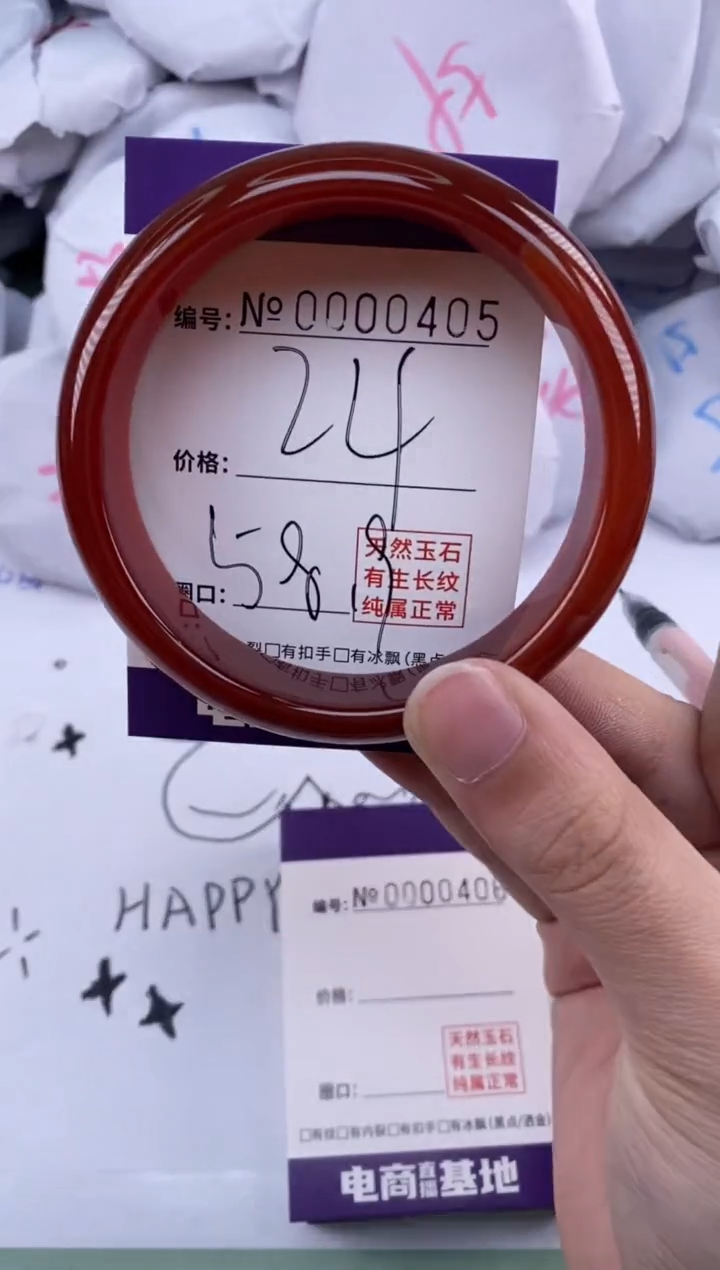 编号: №0000405
24
价格:
58.9
圈口:
天然玉石
有生长纹
纯属正常
裂□有扣手□有冰飘(黑点
HAPPY
编号: №0000406
价格:
圈口:
天然玉石
有生长纹
纯属正常
□有纹□有内裂□有扣手□有冰飘(黑点/洒金)
电商直播基地